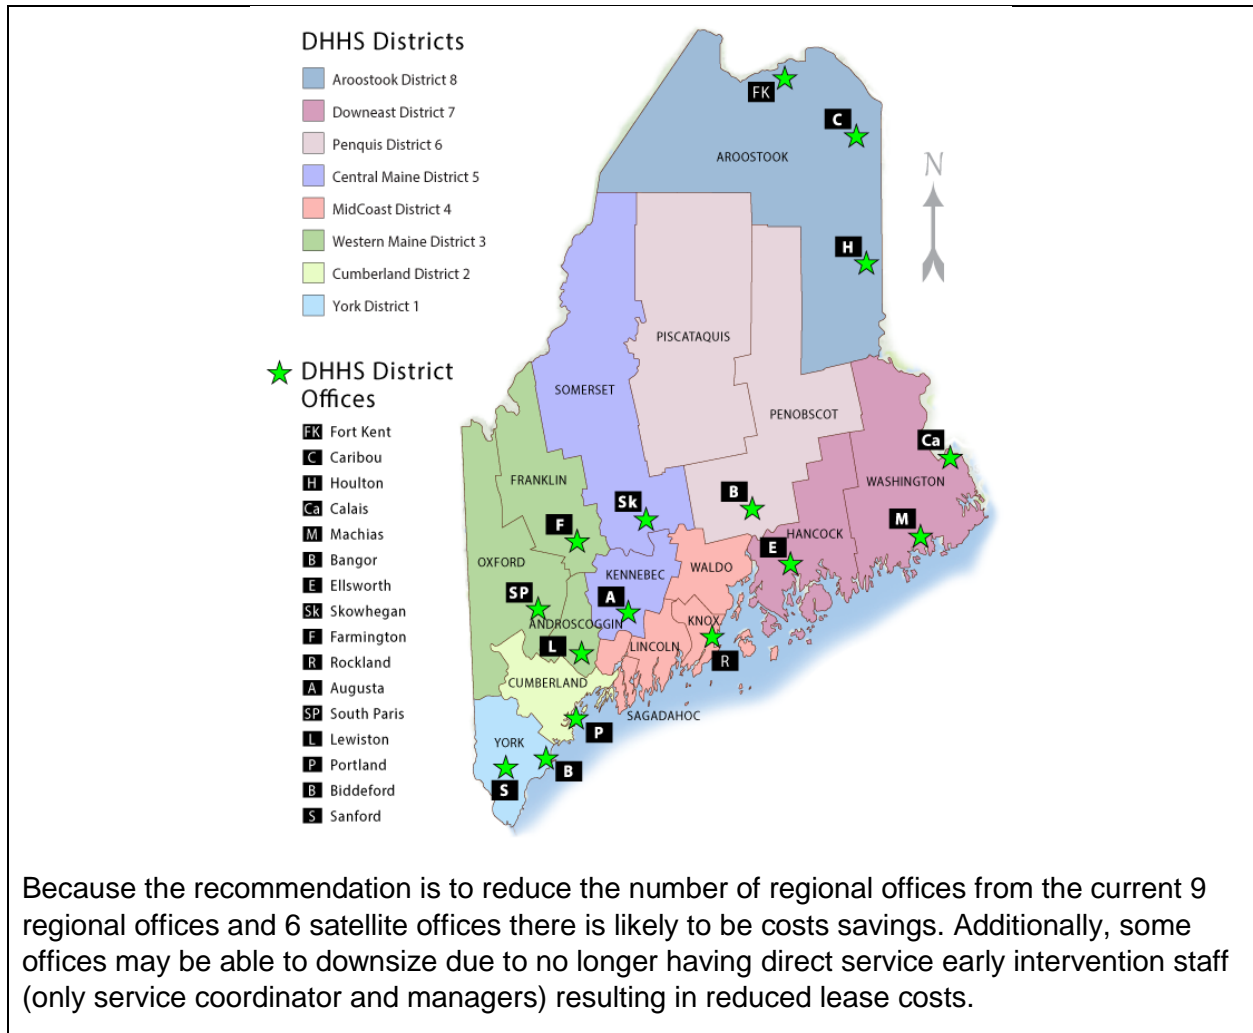 DHHS Districts
Aroostook District 8
Downeast District 7
Penquis District 6
Central Maine District 5
MidCoast District 4
Western Maine District 3
Cumberland District 2
York District 1
DHHS District
Offices
FK Fort Kent
C Caribou
H Houlton
Ca Calais
M Machias
B Bangor
E Ellsworth
Sk Skowhegan
F Farmington
R Rockland
A Augusta
SP South Paris
L Lewiston
P Portland
B Biddeford
S Sanford
FK
C
AROOSTOOK
N
H
PISCATAQUIS
SOMERSET
PENOBSCOT
Ca
FRANKLIN
WASHINGTON
Sk
B
F
M
HANCOCK
E
OXFORD
KENNEBEC
WALDO
SP
A
ANDROSCOGGIN
KNOX
L
LINCOLN
R
CUMBERLAND
SAGADAHOC
P
YORK
B
S
Because the recommendation is to reduce the number of regional offices from the current 9
regional offices and 6 satellite offices there is likely to be costs savings. Additionally, some
offices may be able to downsize due to no longer having direct service early intervention staff
(only service coordinator and managers) resulting in reduced lease costs.